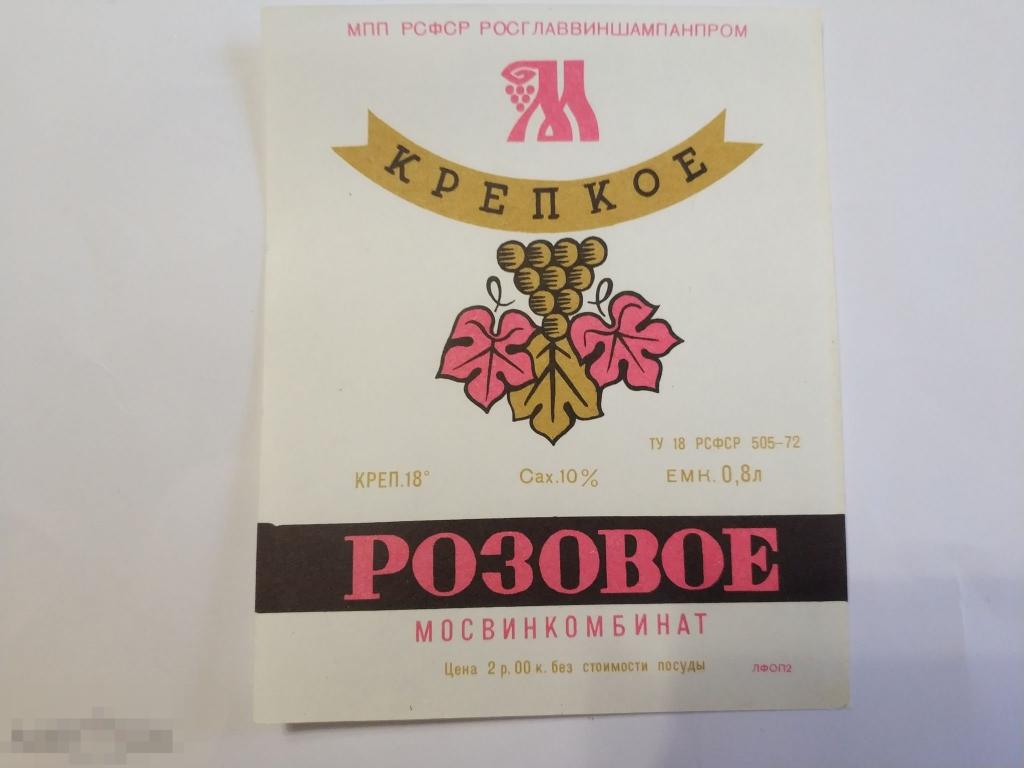 МПП РСФСР РОСГЛАВВИНШАМПАНПРОМ
М
КРЕПКОЕ
ТУ 18 РСФСР 505-72
КРЕП.18° Сах.10% ЕМК.0,8л
РОЗОВОЕ
МОСВИНКОМБИНАТ
Цена 2 р. 00 к. без стоимости посуды ЛФОП2